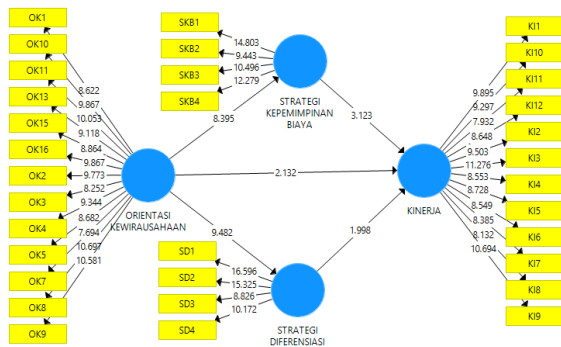 OK1
OK10
OK11
OK13
OK15
OK16
OK2
OK3
OK4
OK5
OK7
OK8
OK9
8.622
9.867
10.053
9.118
8.864
9.867
9.773
8.252
9.344
8.682
7.694
10.697
10.581
ORIENTASI
KEWIRAUSAHAAN
SKB1
SKB2
SKB3
SKB4
14.803
9.443
10.496
12.279
STRATEGI
KEPEMIMPINAN
BIAYA
8.395
3.123
2.132
9.482
1.998
SD1
SD2
SD3
SD4
16.596
15.325
8.826
10.172
STRATEGI
DIFERENSIASI
KINERJA
9.895
9.297
7.932
8.648
9.503
11.276
8.553
8.728
8.549
8.385
8.132
10.694
KI1
KI10
KI11
KI12
KI2
KI3
KI4
KI5
KI6
KI7
KI8
KI9